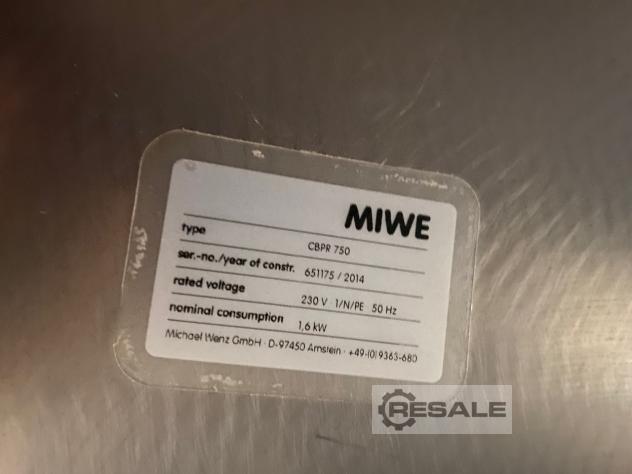 MIWE
type CBPR 750
ser.-no./year of constr. 651175 / 2014
rated voltage 230 V 1/N/PE 50 Hz
nominal consumption 1,6 kW
Michael Wenz GmbH · D-97450 Arnstein · +49-(0)9363-680
RESALE